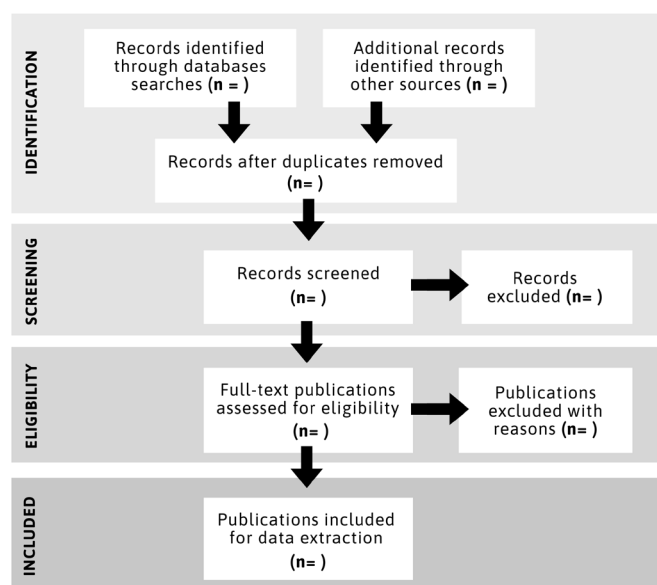 IDENTIFICATION
Records identified
through databases
searches (n = )
Additional records
identified through
other sources (n = )
Records after duplicates removed
(n= )
SCREENING
Records screened
(n= )
Records
excluded (n= )
ELIGIBILITY
Full-text publications
assessed for eligibility
(n= )
Publications
excluded with
reasons (n= )
INCLUDED
Publications included
for data extraction
(n= )